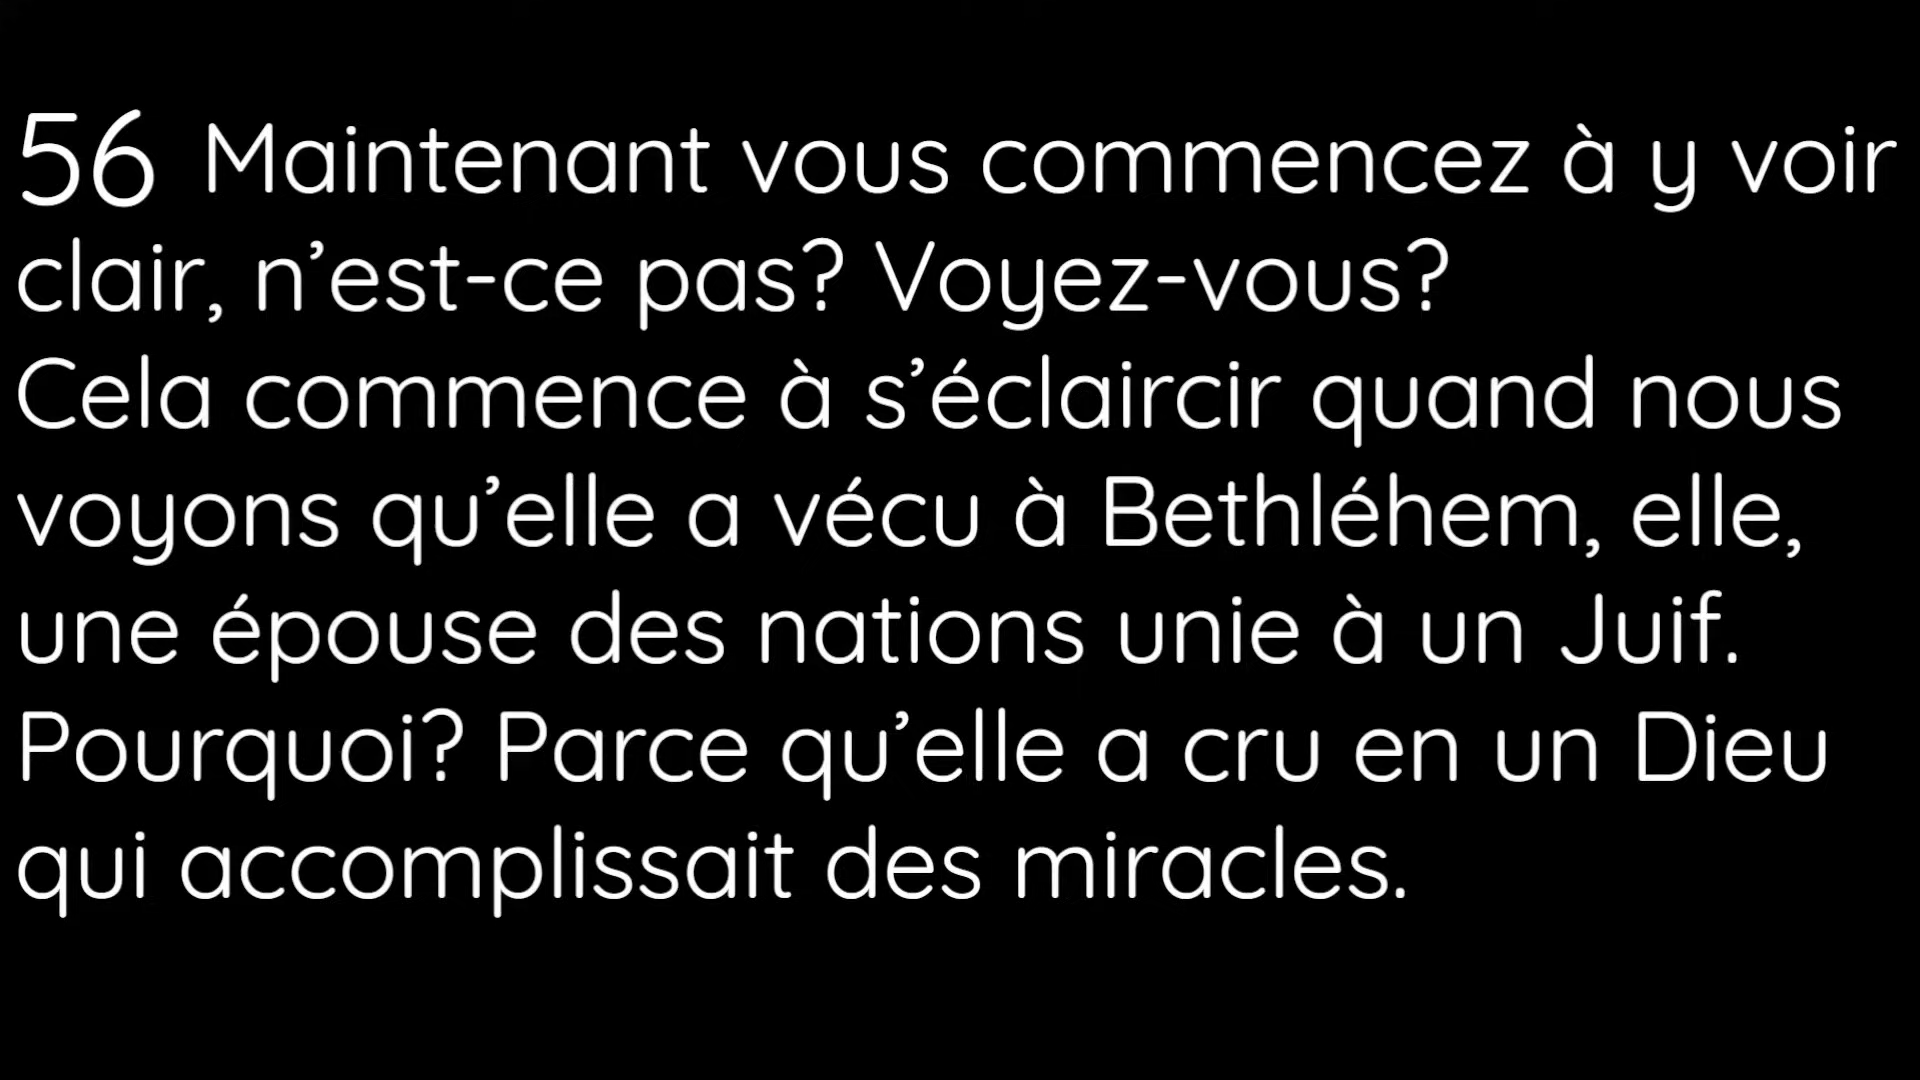 56 Maintenant vous commencez à y voir
clair, n’est-ce pas? Voyez-vous?
Cela commence à s’éclaircir quand nous
voyons qu’elle a vécu à Bethléhem, elle,
une épouse des nations unie à un Juif.
Pourquoi? Parce qu’elle a cru en un Dieu
qui accomplissait des miracles.